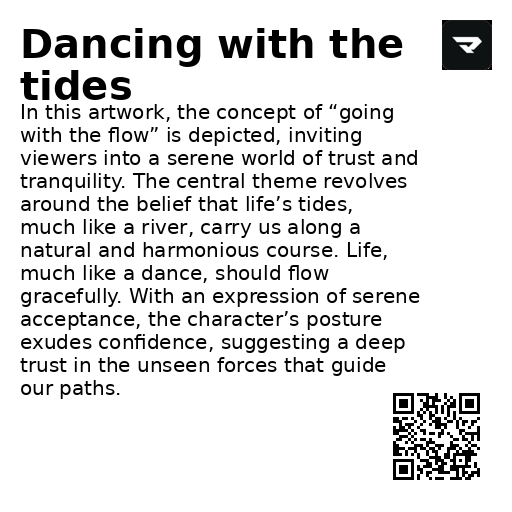 Dancing with the
tides
In this artwork, the concept of “going
with the flow” is depicted, inviting
viewers into a serene world of trust and
tranquility. The central theme revolves
around the belief that life’s tides,
much like a river, carry us along a
natural and harmonious course. Life,
much like a dance, should flow
gracefully. With an expression of serene
acceptance, the character’s posture
exudes confidence, suggesting a deep
trust in the unseen forces that guide
our paths.